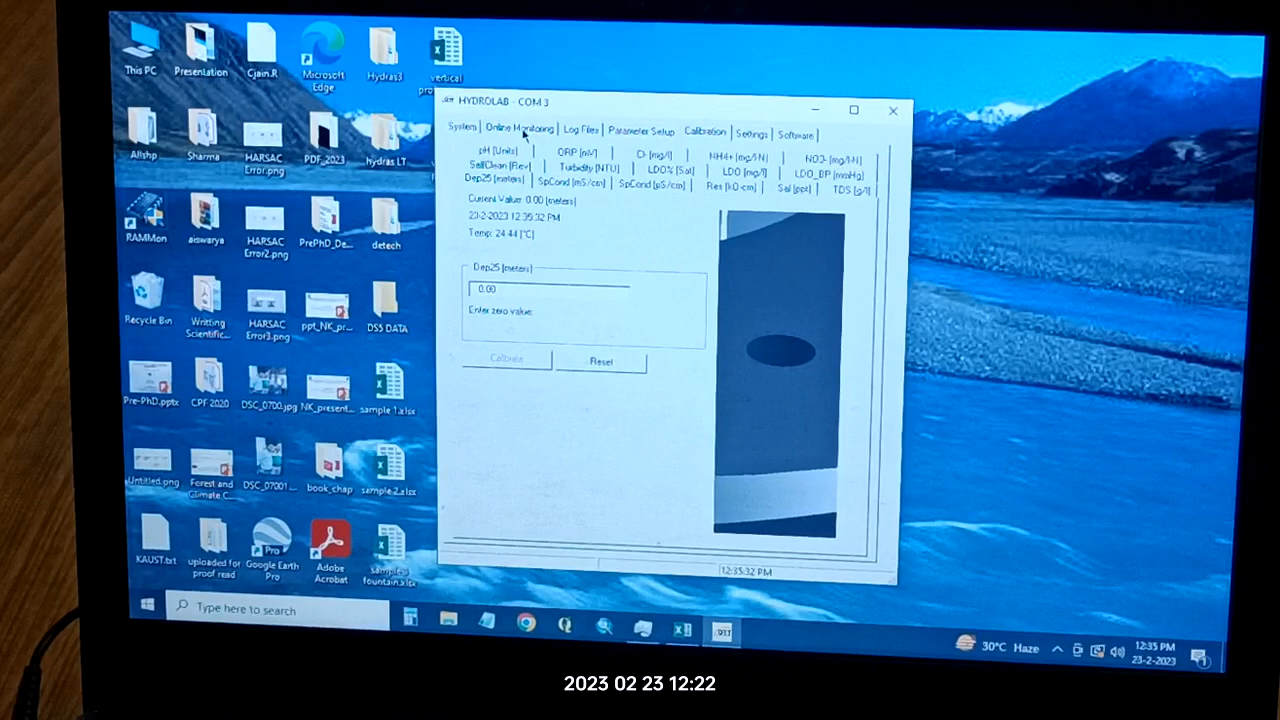 This PC
Presentation
Cjain.R
Microsoft Edge
Hydras3
vertical
HYDROLAB - COM 3
System Online Monitoring Log Files Parameter Setup Calibration Settings Software
pH [Units] ORP [mV] Cl- [mg/l] NH4+ [mg/l-N] NO3- [mg/l-N]
SelfClean [Rev] Turbidity [NTU] LDO% [Sat] LDO [mg/l] LDO_BP [mmHg]
Dep25 [meters] SpCond [mS/cm] SpCond [µS/cm] Res [kΩ-cm] Sal [ppt] TDS [g/l]
Current Value: 0.00 [meters]
23-2-2023 12:35:32 PM
Temp: 24.44 [°C]
Dep25 [meters]
0.00
Enter zero value:
Calibrate Reset
12:35:32 PM
Allshp
Sharma
HARSAC Error.png
PDF_2023
hydras LT
RAMMon
aiswarya
HARSAC Error2.png
PrePhD_De...
detech
Recycle Bin
Writting Scientific...
HARSAC Error3.png
ppt_NK_pr...
DS5 DATA
Pre-PhD.pptx
CPF-2020
DSC_0700.jpg
NK_present...
sample 1.xlsx
Untitled.png
Forest and Climate C...
DSC_07001...
book_chap
sample 2.xlsx
KAUST.txt
uploaded for proof read
Google Earth Pro
Adobe Acrobat
fountain.xlsx
Type here to search
30°C Haze
12:35 PM
23-2-2023
2023 02 23 12:22